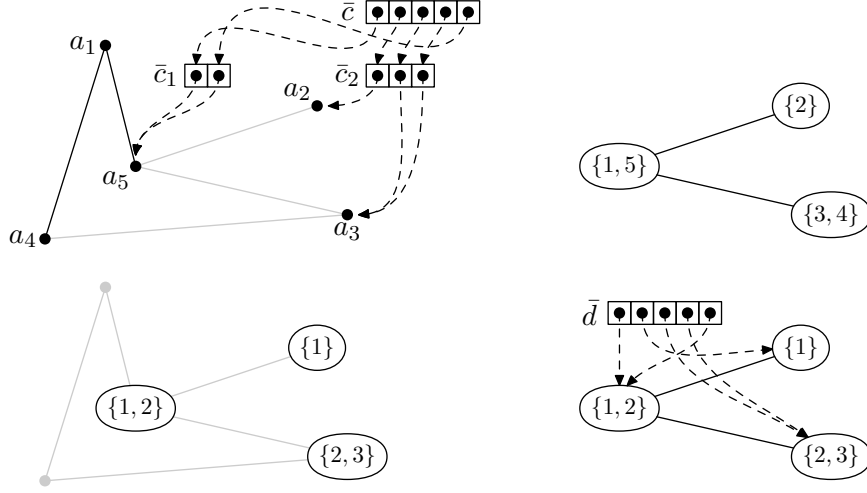 c̄
a₁
c̄₁
c̄₂
a₂
{2}
a₅
{1, 5}
a₃
{3, 4}
a₄
d̄
{1}
{1}
{1, 2}
{1, 2}
{2, 3}
{2, 3}